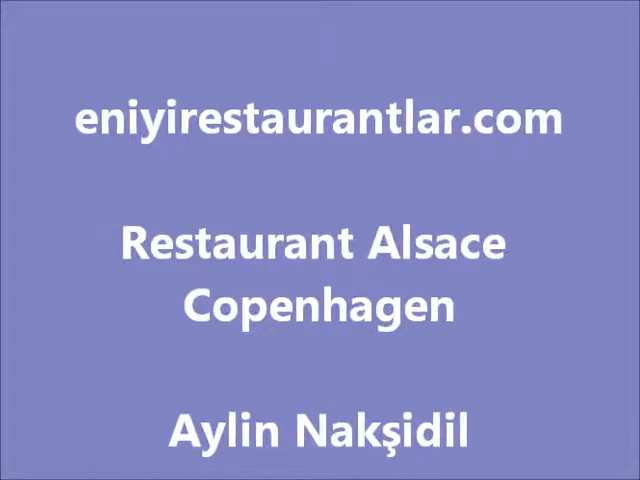 eniyirestaurantlar.com
Restaurant Alsace
Copenhagen
Aylin Nakşidil